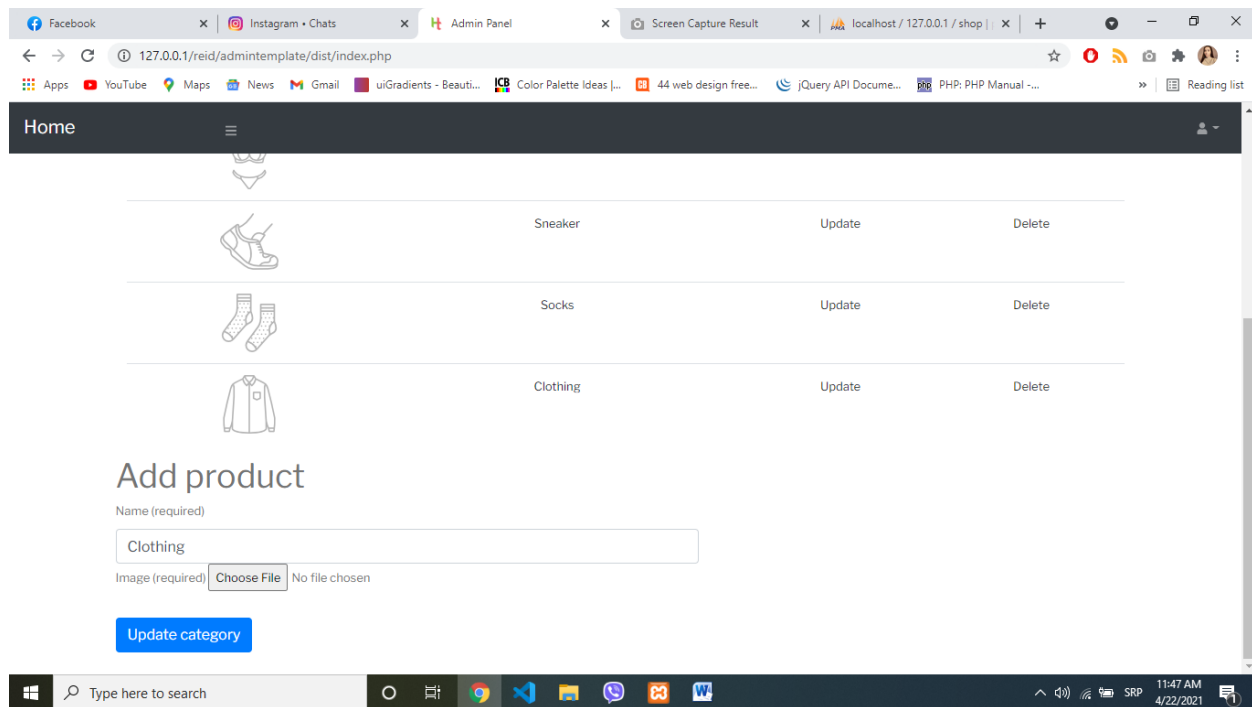 Facebook
Instagram • Chats
Admin Panel
Screen Capture Result
localhost / 127.0.0.1 / shop |
127.0.0.1/reid/admintemplate/dist/index.php
Apps YouTube Maps News Gmail uiGradients - Beauti... Color Palette Ideas |... 44 web design free... jQuery API Docume... PHP: PHP Manual -... » Reading list
Home
Sneaker Update Delete
Socks Update Delete
Clothing Update Delete
Add product
Name (required)
Clothing
Image (required) Choose File No file chosen
Update category
Type here to search
SRP
11:47 AM
4/22/2021